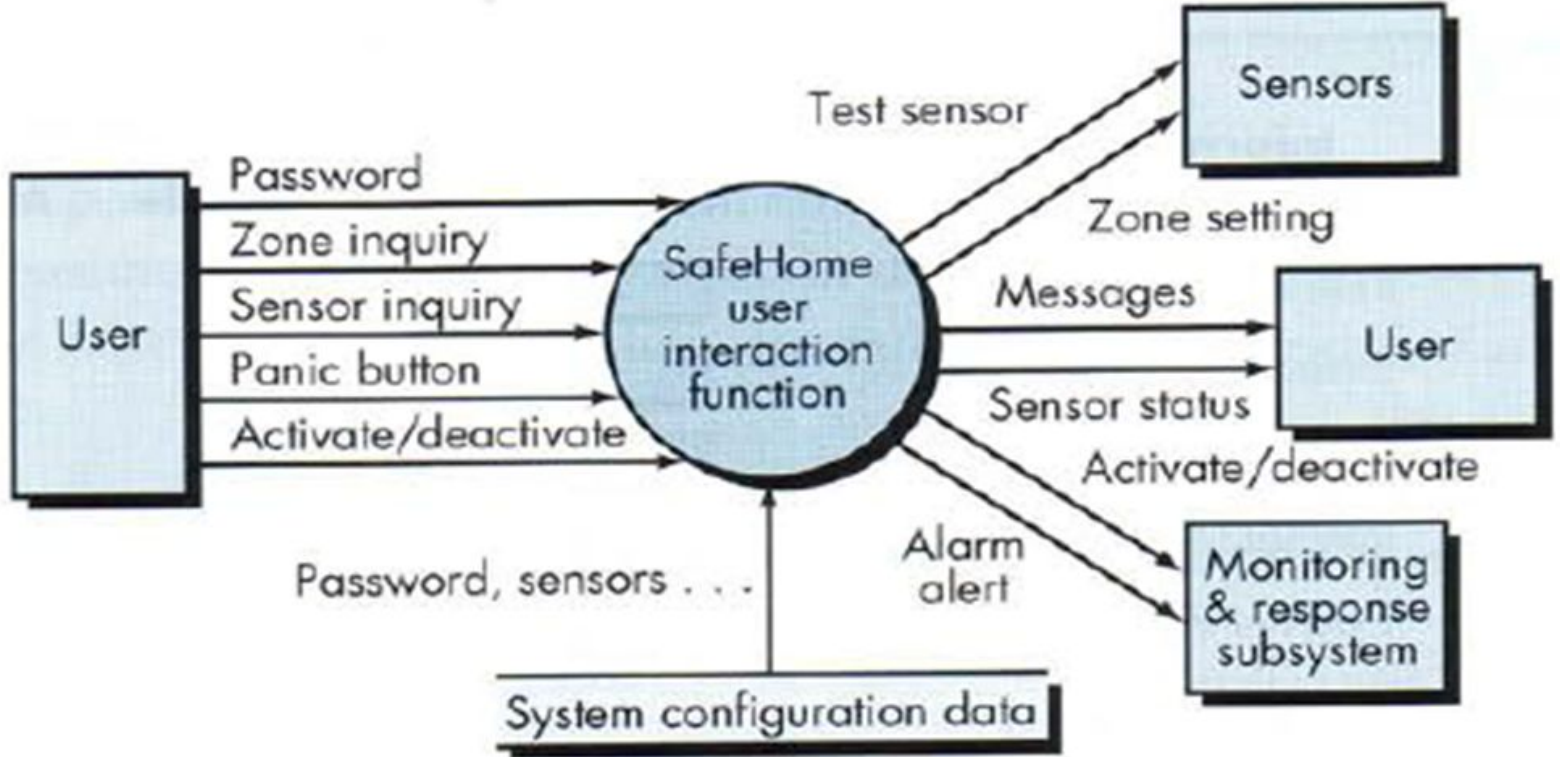 User
Password
Zone inquiry
Sensor inquiry
Panic button
Activate/deactivate
SafeHome
user
interaction
function
Test sensor
Zone setting
Sensors
Messages
Sensor status
User
Activate/deactivate
Alarm
alert
Monitoring
& response
subsystem
Password, sensors . . .
System configuration data